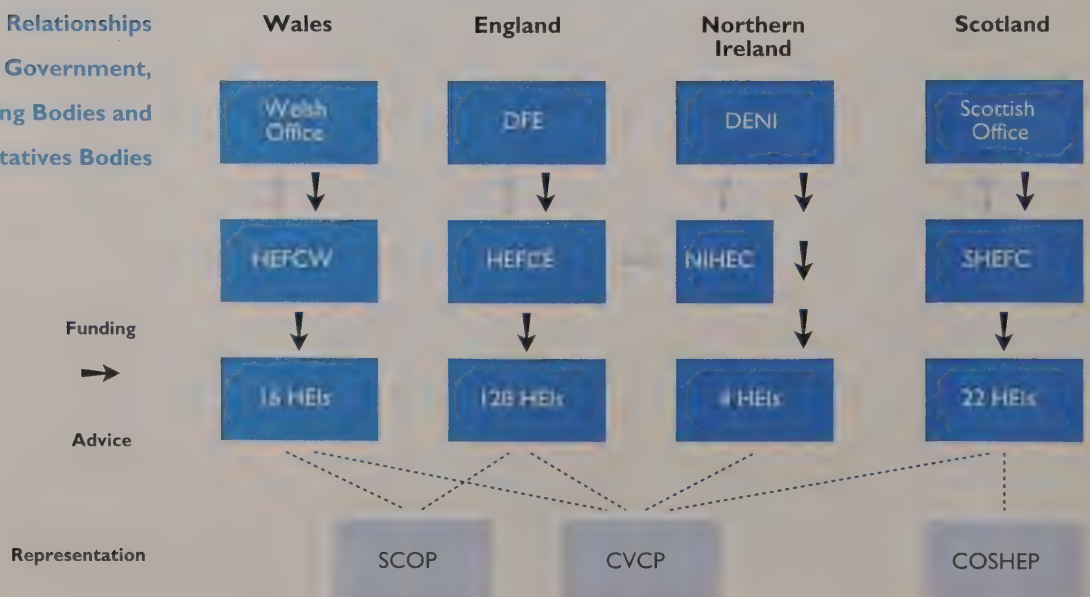 Relationships
Government,
ng Bodies and
tatives Bodies
Wales
England
Northern
Ireland
Scotland
Welsh
Office
DFE
DENI
Scottish
Office
HEFCW
HEFCE
NIHEC
SHEFC
Funding
16 HEIs
128 HEIs
4 HEIs
22 HEIs
Advice
Representation
SCOP
CVCP
COSHEP